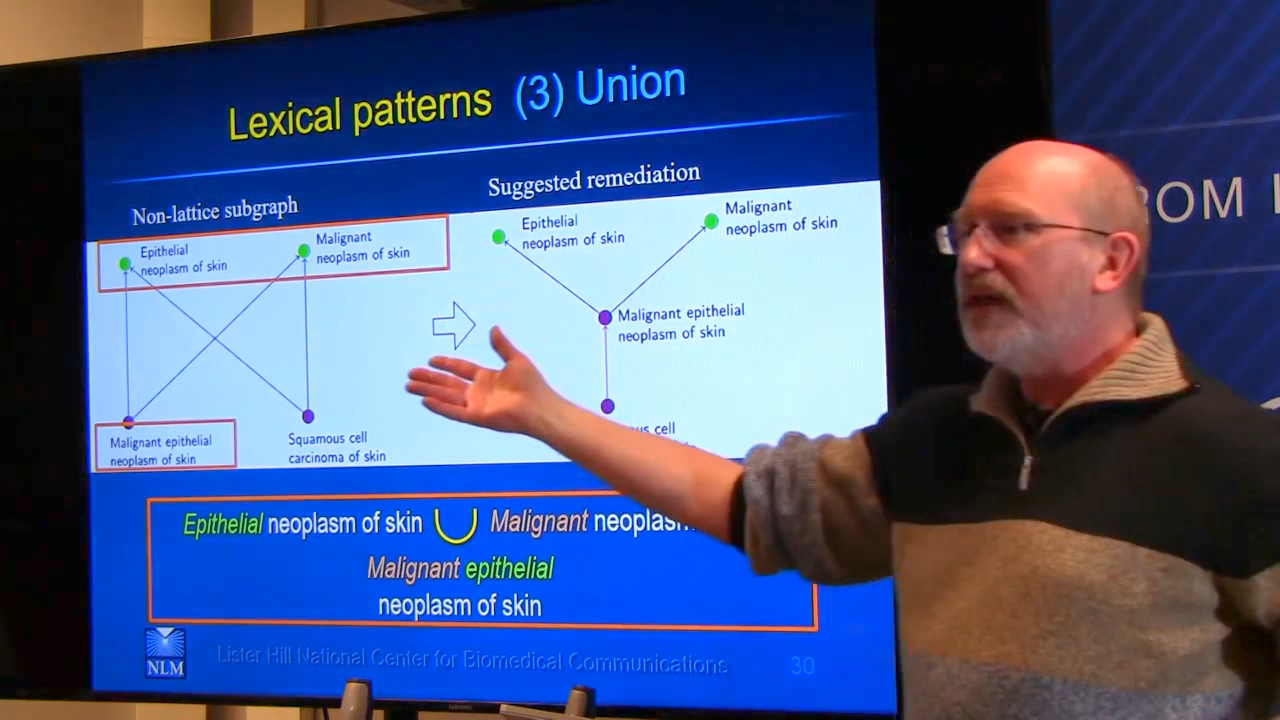 Lexical patterns (3) Union
Non-lattice subgraph
Suggested remediation
Epithelial
neoplasm of skin
Malignant
neoplasm of skin
Epithelial
neoplasm of skin
Malignant
neoplasm of skin
Malignant epithelial
neoplasm of skin
Malignant epithelial
neoplasm of skin
Squamous cell
carcinoma of skin
cell
Epithelial neoplasm of skin Malignant
Malignant epithelial
neoplasm of skin
NLM
Lister Hill National Center for Biomedical Communications
30
SAMSUNG
OM